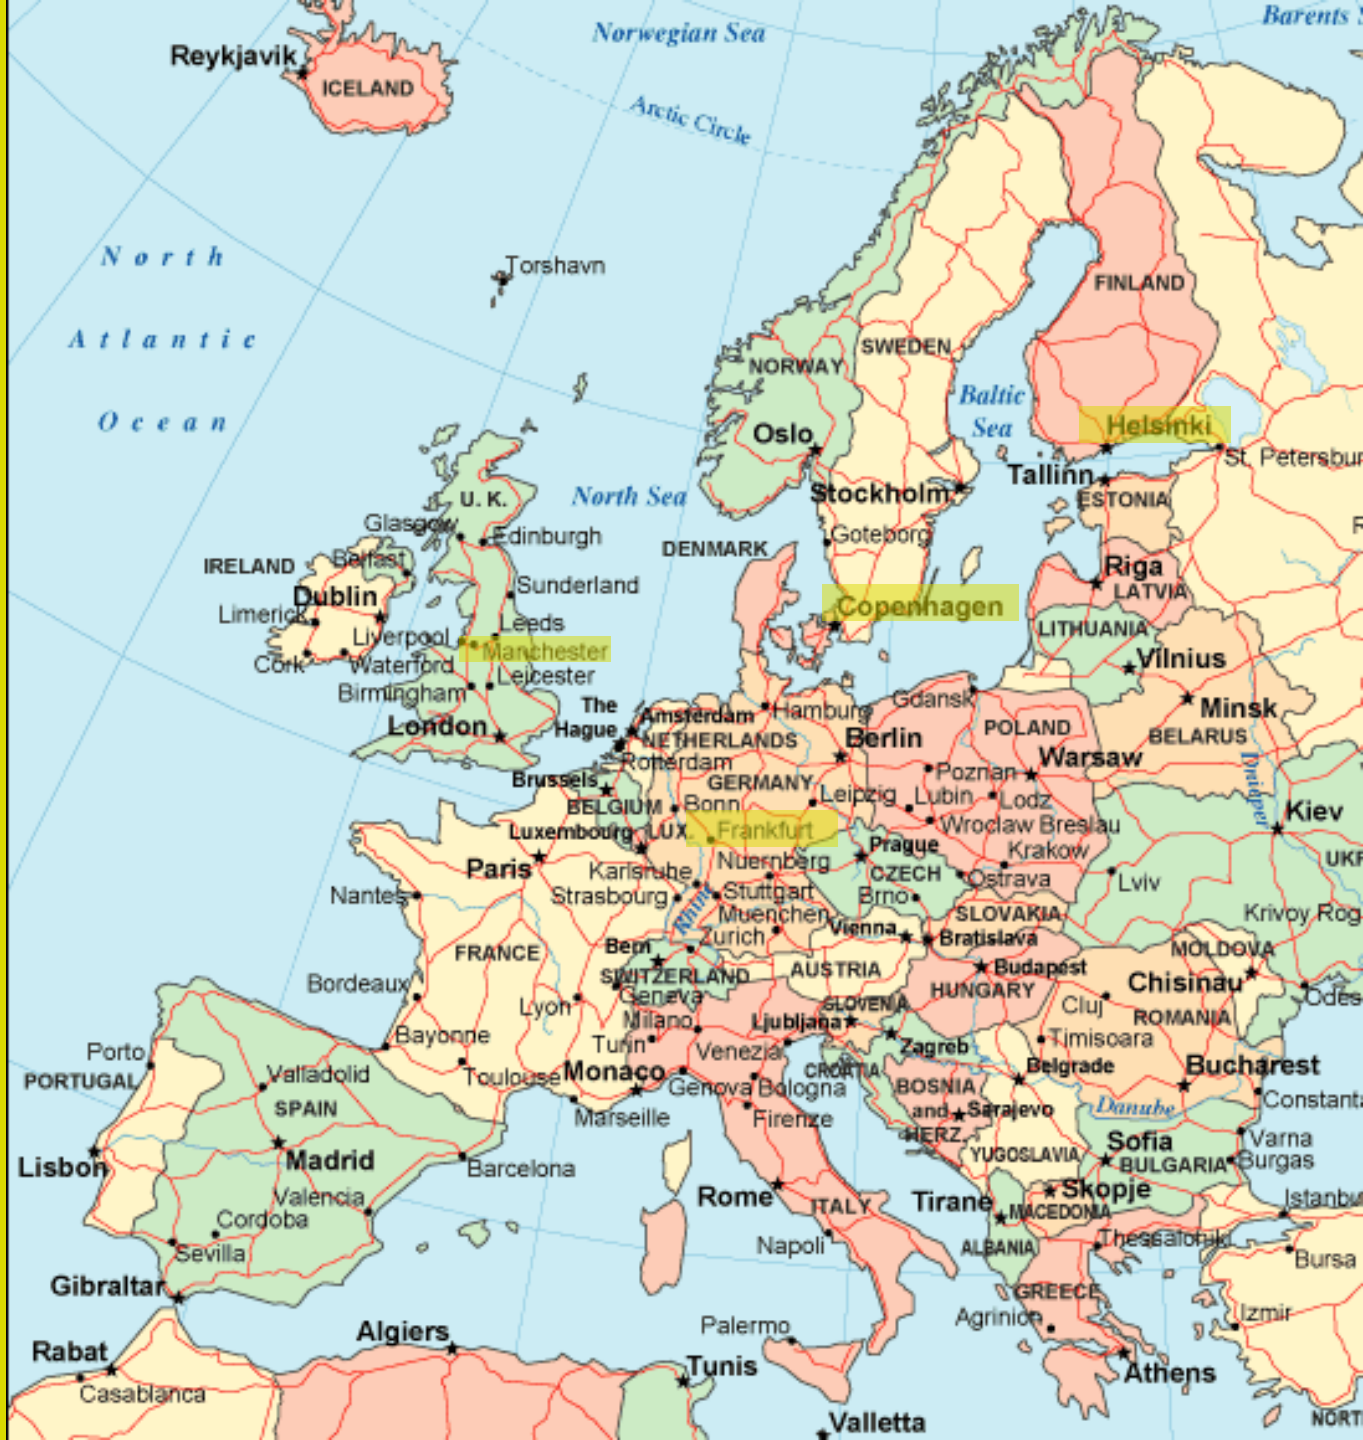 Barents
Norwegian Sea
Reykjavik
ICELAND
Arctic Circle
North
Atlantic
Ocean
Torshavn
FINLAND
NORWAY
SWEDEN
Baltic
Sea
Helsinki
Oslo
St. Petersbur
Tallinn
Stockholm
North Sea
ESTONIA
U. K.
Glasgow
Edinburgh
Goteborg
DENMARK
IRELAND
Belfast
Riga
LATVIA
Sunderland
Dublin
Copenhagen
Limerick
Leeds
LITHUANIA
Liverpool
Manchester
Vilnius
Cork
Waterford
Leicester
Birmingham
Gdansk
Minsk
The
Hague
Amsterdam
Hamburg
London
POLAND
BELARUS
NETHERLANDS
Berlin
Rotterdam
Warsaw
Brussels
GERMANY
Poznan
Dnieper
BELGIUM
Bonn
Leipzig
Lubin
Lodz
Kiev
Luxembourg
LUX.
Frankfurt
Wroclaw Breslau
Paris
Prague
Krakow
UKR
Karlsruhe
Nuernberg
CZECH
Ostrava
Lviv
Nantes
Strasbourg
Stuttgart
Brno
Rhine
Muenchen
SLOVAKIA
Krivoy Rog
Vienna
Zurich
Bratislava
MOLDOVA
FRANCE
Bern
SWITZERLAND
AUSTRIA
Budapest
Chisinau
Bordeaux
Geneva
HUNGARY
Odes
Lyon
SLOVENIA
Cluj
ROMANIA
Milano
Ljubljana
Bayonne
Turin
Venezia
Zagreb
Timisoara
Porto
CROATIA
Belgrade
Bucharest
PORTUGAL
Valladolid
Toulouse
Monaco
Genova
Bologna
BOSNIA
and
HERZ.
Constanta
SPAIN
Marseille
Firenze
Sarajevo
Danube
Varna
Sofia
Lisbon
Madrid
Barcelona
YUGOSLAVIA
BULGARIA
Burgas
Valencia
Rome
ITALY
Tirane
Skopje
MACEDONIA
Istanbu
Cordoba
Sevilla
Napoli
ALBANIA
Thessaloniki
Bursa
Gibraltar
GREECE
Agrinion
Izmir
Algiers
Palermo
Rabat
Tunis
Athens
Casablanca
Valletta
NORT